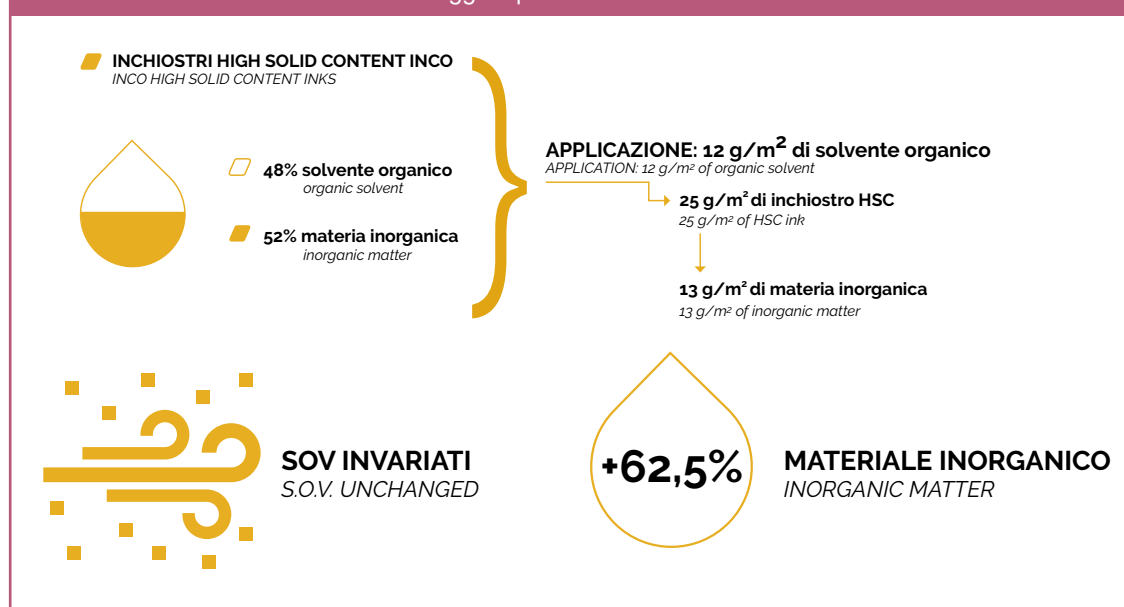 INCHIOSTRI HIGH SOLID CONTENT INCO
INCO HIGH SOLID CONTENT INKS
48% solvente organico
organic solvent
52% materia inorganica
inorganic matter
APPLICAZIONE: 12 g/m² di solvente organico
APPLICATION: 12 g/m² of organic solvent
25 g/m² di inchiostro HSC
25 g/m² of HSC ink
13 g/m² di materia inorganica
13 g/m² of inorganic matter
SOV INVARIATI
S.O.V. UNCHANGED
+62,5%
MATERIALE INORGANICO
INORGANIC MATTER